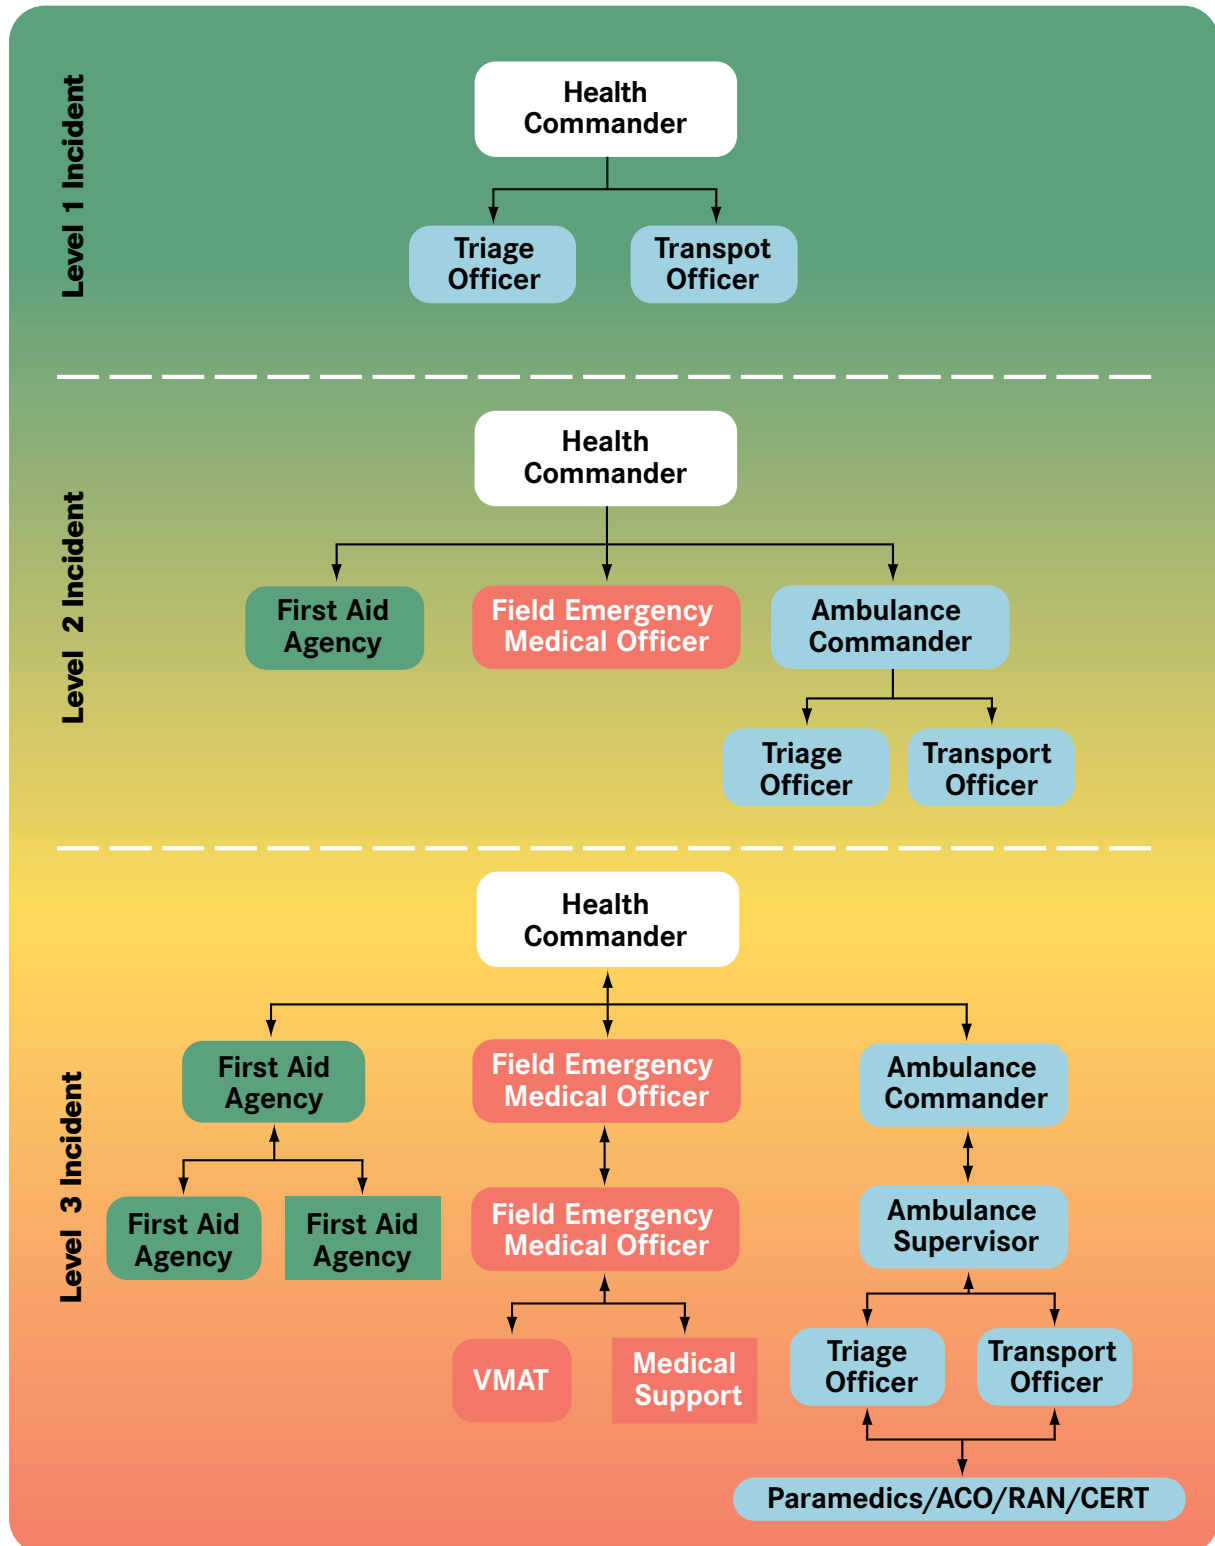 Level 1 Incident
Health
Commander
Triage
Officer
Transpot
Officer
Level 2 Incident
Health
Commander
First Aid
Agency
Field Emergency
Medical Officer
Ambulance
Commander
Triage
Officer
Transport
Officer
Level 3 Incident
Health
Commander
First Aid
Agency
Field Emergency
Medical Officer
Ambulance
Commander
First Aid
Agency
First Aid
Agency
Field Emergency
Medical Officer
Ambulance
Supervisor
VMAT
Medical
Support
Triage
Officer
Transport
Officer
Paramedics/ACO/RAN/CERT